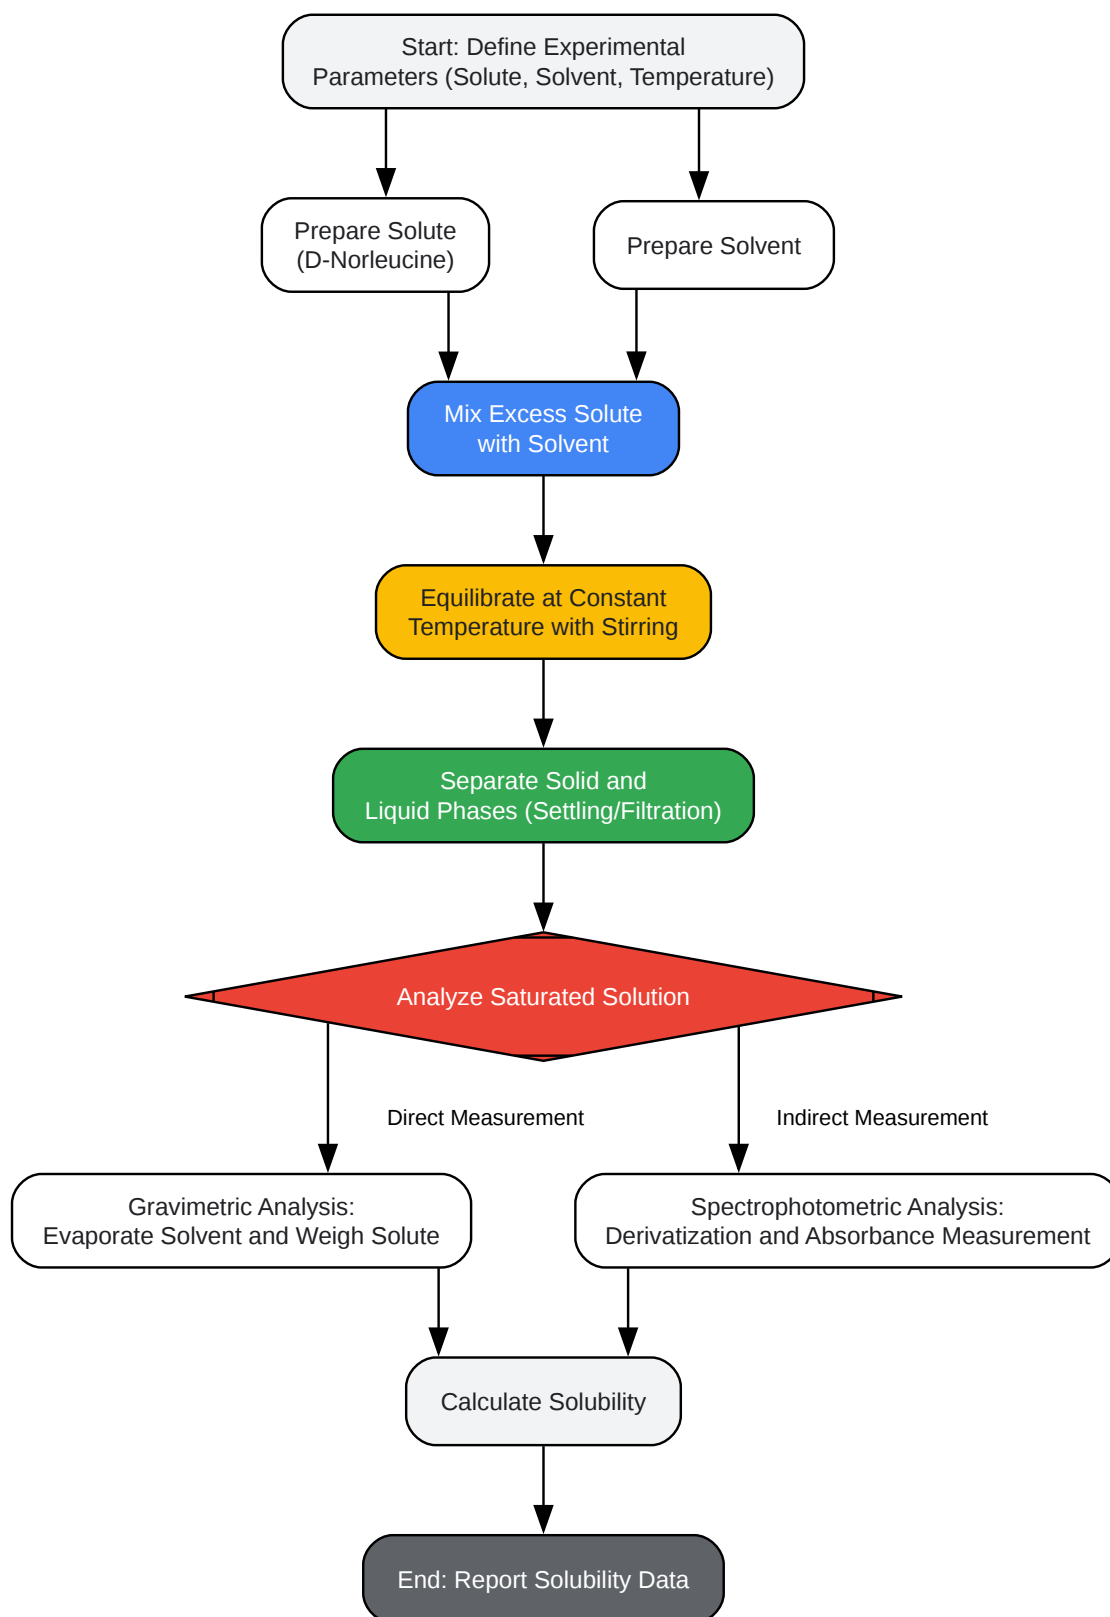 Start: Define Experimental
Parameters (Solute, Solvent, Temperature)
Prepare Solute
(D-Norleucine)
Prepare Solvent
Mix Excess Solute
with Solvent
Equilibrate at Constant
Temperature with Stirring
Separate Solid and
Liquid Phases (Settling/Filtration)
Analyze Saturated Solution
Direct Measurement
Indirect Measurement
Gravimetric Analysis:
Evaporate Solvent and Weigh Solute
Spectrophotometric Analysis:
Derivatization and Absorbance Measurement
Calculate Solubility
End: Report Solubility Data